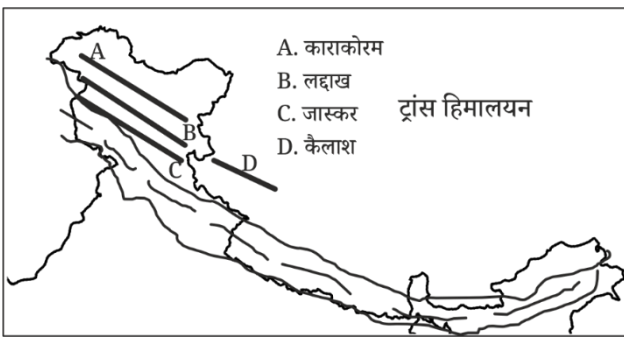 A
B
C
D
A. काराकोरम
B. लद्दाख
C. जास्कर
D. कैलाश
ट्रांस हिमालयन